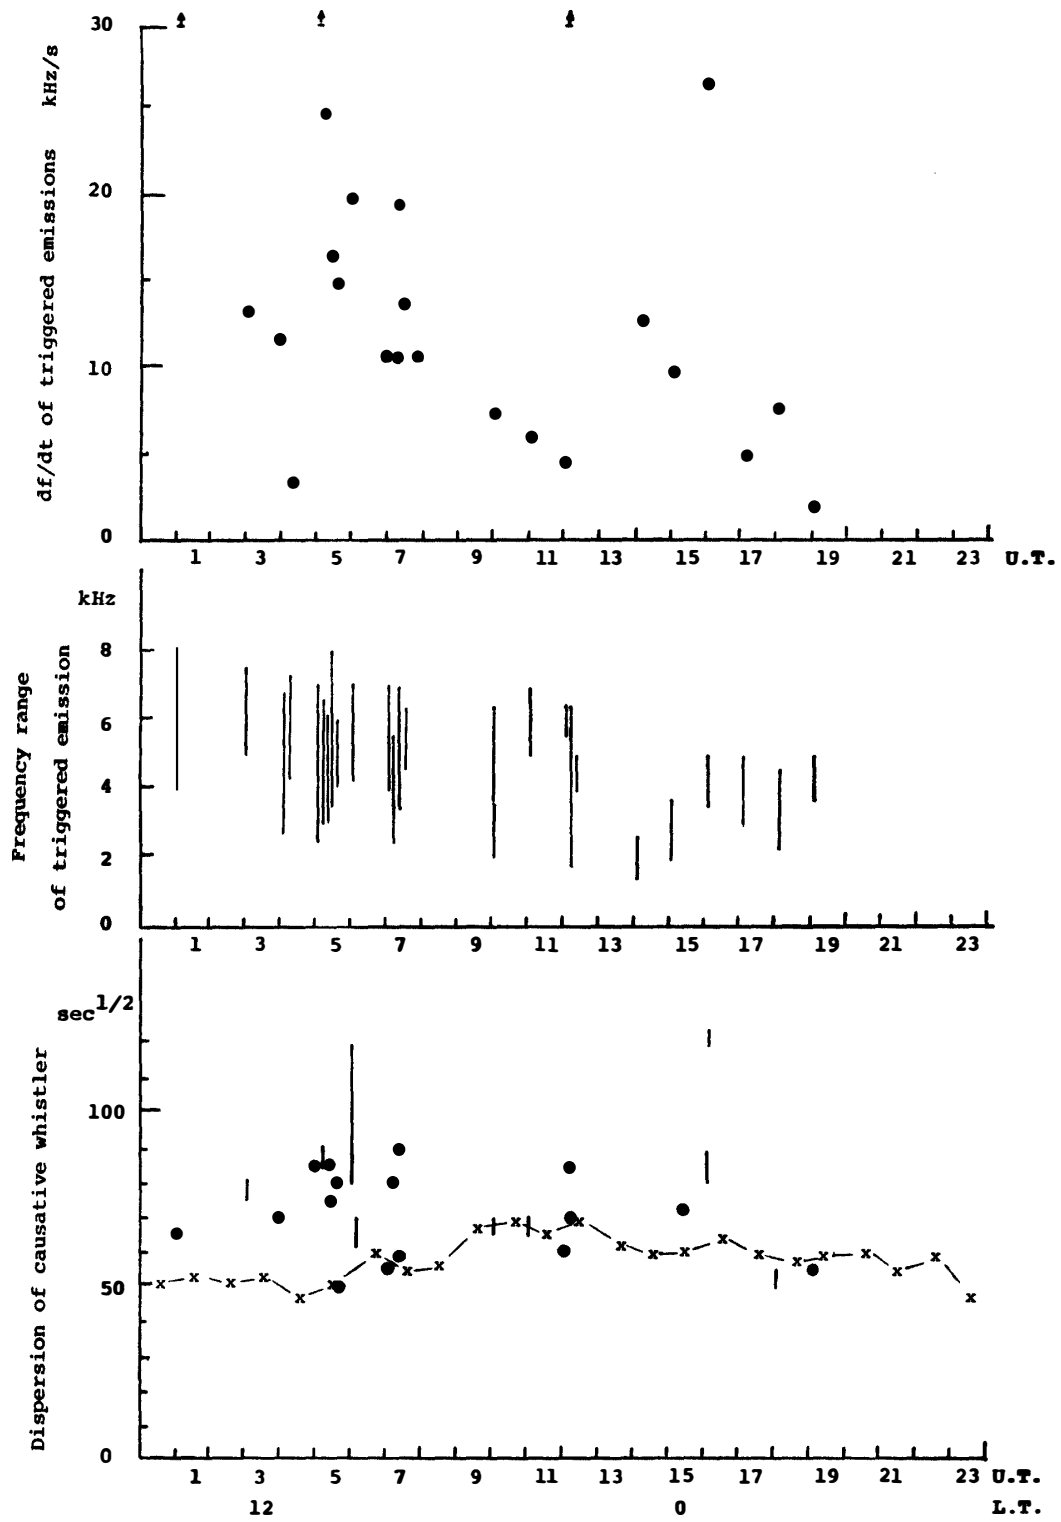 30
df/dt of triggered emissions kHz/s
20
10
0
1 3 5 7 9 11 13 15 17 19 21 23 U.T.
kHz
Frequency range
of triggered emission
8
6
4
2
0
1 3 5 7 9 11 13 15 17 19 21 23
sec1/2
Dispersion of causative whistler
100
50
0
1 3 5 7 9 11 13 15 17 19 21 23 U.T.
12 0 L.T.